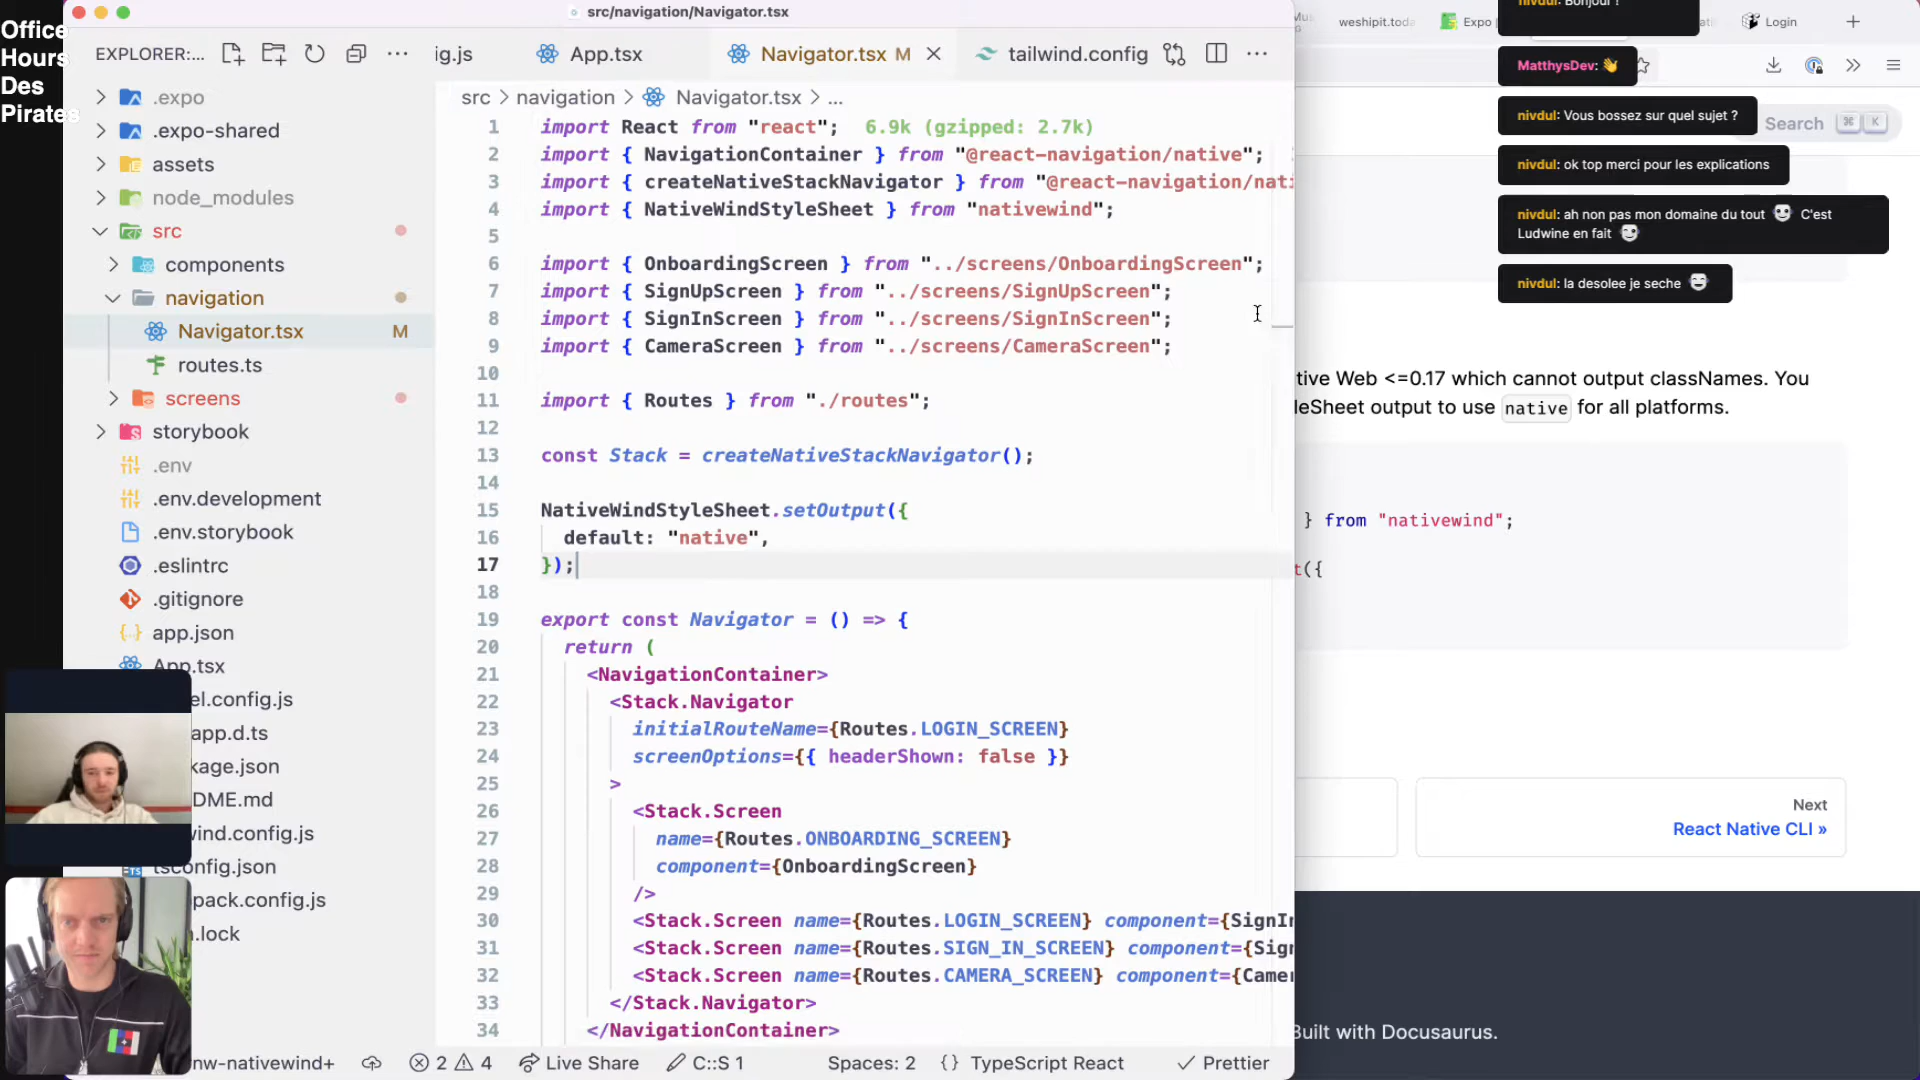 Office
Hours
Des
Pirates
src/navigation/Navigator.tsx
EXPLORER:...
ig.js
App.tsx
Navigator.tsx M
tailwind.config
.expo
.expo-shared
assets
node_modules
src
components
navigation
Navigator.tsx M
routes.ts
screens
storybook
.env
.env.development
.env.storybook
.eslintrc
.gitignore
app.json
App.tsx
el.config.js
app.d.ts
kage.json
DME.md
wind.config.js
tsconfig.json
pack.config.js
n.lock
src > navigation > Navigator.tsx > ...
1 import React from "react"; 6.9k (gzipped: 2.7k)
2 import { NavigationContainer } from "@react-navigation/native";
3 import { createNativeStackNavigator } from "@react-navigation/nati
4 import { NativeWindStyleSheet } from "nativewind";
5
6 import { OnboardingScreen } from "../screens/OnboardingScreen";
7 import { SignUpScreen } from "../screens/SignUpScreen";
8 import { SignInScreen } from "../screens/SignInScreen";
9 import { CameraScreen } from "../screens/CameraScreen";
10
11 import { Routes } from "./routes";
12
13 const Stack = createNativeStackNavigator();
14
15 NativeWindStyleSheet.setOutput({
16 default: "native",
17 });
18
19 export const Navigator = () => {
20 return (
21 <NavigationContainer>
22 <Stack.Navigator
23 initialRouteName={Routes.LOGIN_SCREEN}
24 screenOptions={{ headerShown: false }}
25 >
26 <Stack.Screen
27 name={Routes.ONBOARDING_SCREEN}
28 component={OnboardingScreen}
29 />
30 <Stack.Screen name={Routes.LOGIN_SCREEN} component={SignIn
31 <Stack.Screen name={Routes.SIGN_IN_SCREEN} component={Sig
32 <Stack.Screen name={Routes.CAMERA_SCREEN} component={Came
33 </Stack.Navigator>
34 </NavigationContainer>
nw-nativewind+
2 4
Live Share
C::S 1
Spaces: 2
{} TypeScript React
Prettier
Mus
weshipit.toda
Expo |
Login
nivdul: Bonjour !
MatthysDev: 👋
nivdul: Vous bossez sur quel sujet ?
Search ⌘ K
nivdul: ok top merci pour les explications
nivdul: ah non pas mon domaine du tout C'est
Ludwine en fait
nivdul: la desolee je seche
tive Web <=0.17 which cannot output classNames. You
leSheet output to use native for all platforms.
} from "nativewind";
t({
Next
React Native CLI »
Built with Docusaurus.